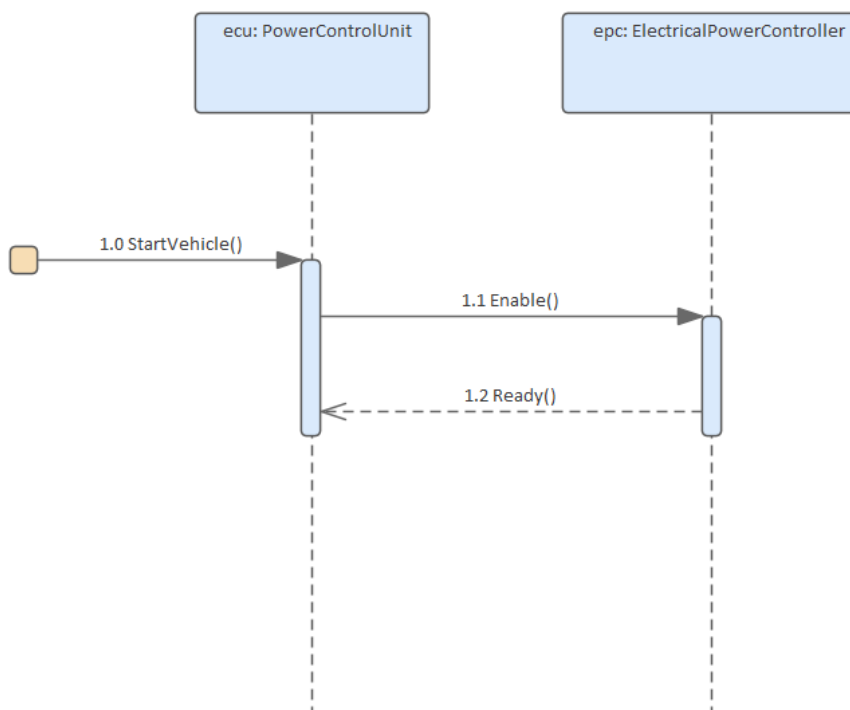 ecu: PowerControlUnit
epc: ElectricalPowerController
1.0 StartVehicle()
1.1 Enable()
1.2 Ready()